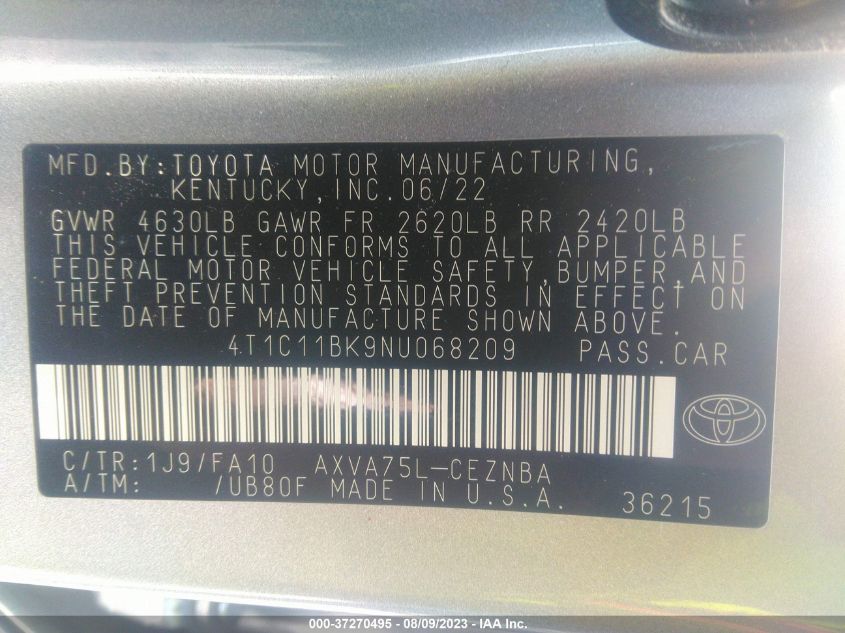 MFD.BY:TOYOTA MOTOR MANUFACTURING,
KENTUCKY,INC.06/22
GVWR 4630LB GAWR FR 2620LB RR 2420LB
THIS VEHICLE CONFORMS TO ALL APPLICABLE
FEDERAL MOTOR VEHICLE SAFETY,BUMPER,AND
THEFT PREVENTION STANDARDS IN EFFECT ON
THE DATE OF MANUFACTURE SHOWN ABOVE.
4T1C11BK9NU068209 PASS.CAR
C/TR:1J9/FA10 AXVA75L-CEZNBA
A/TM: /UB80F MADE IN U.S.A. 36215
000-37270495 - 08/09/2023 - IAA Inc.